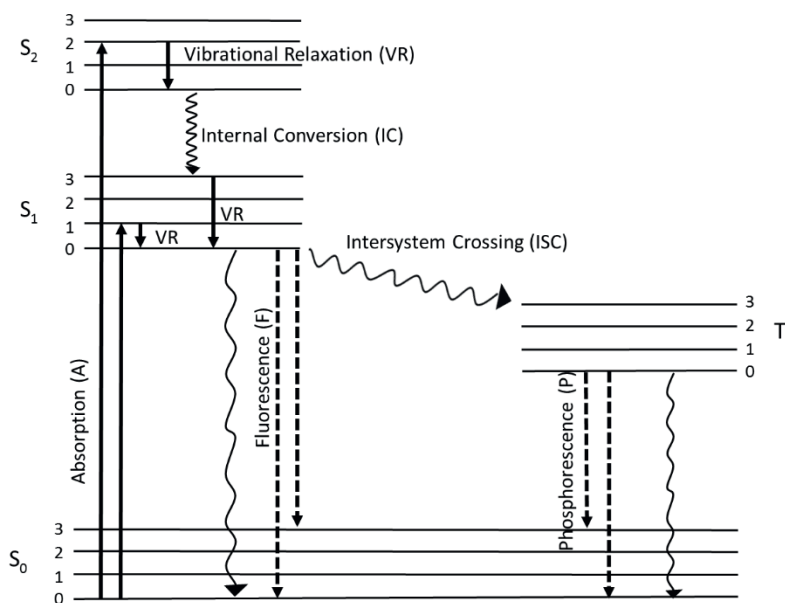 3
S2
2
Vibrational Relaxation (VR)
1
0
Internal Conversion (IC)
3
2
S1
VR
1
VR
0
Intersystem Crossing (ISC)
3
2
T
1
0
Absorption (A)
Fluorescence (F)
Phosphorescence (P)
3
2
S0
1
0